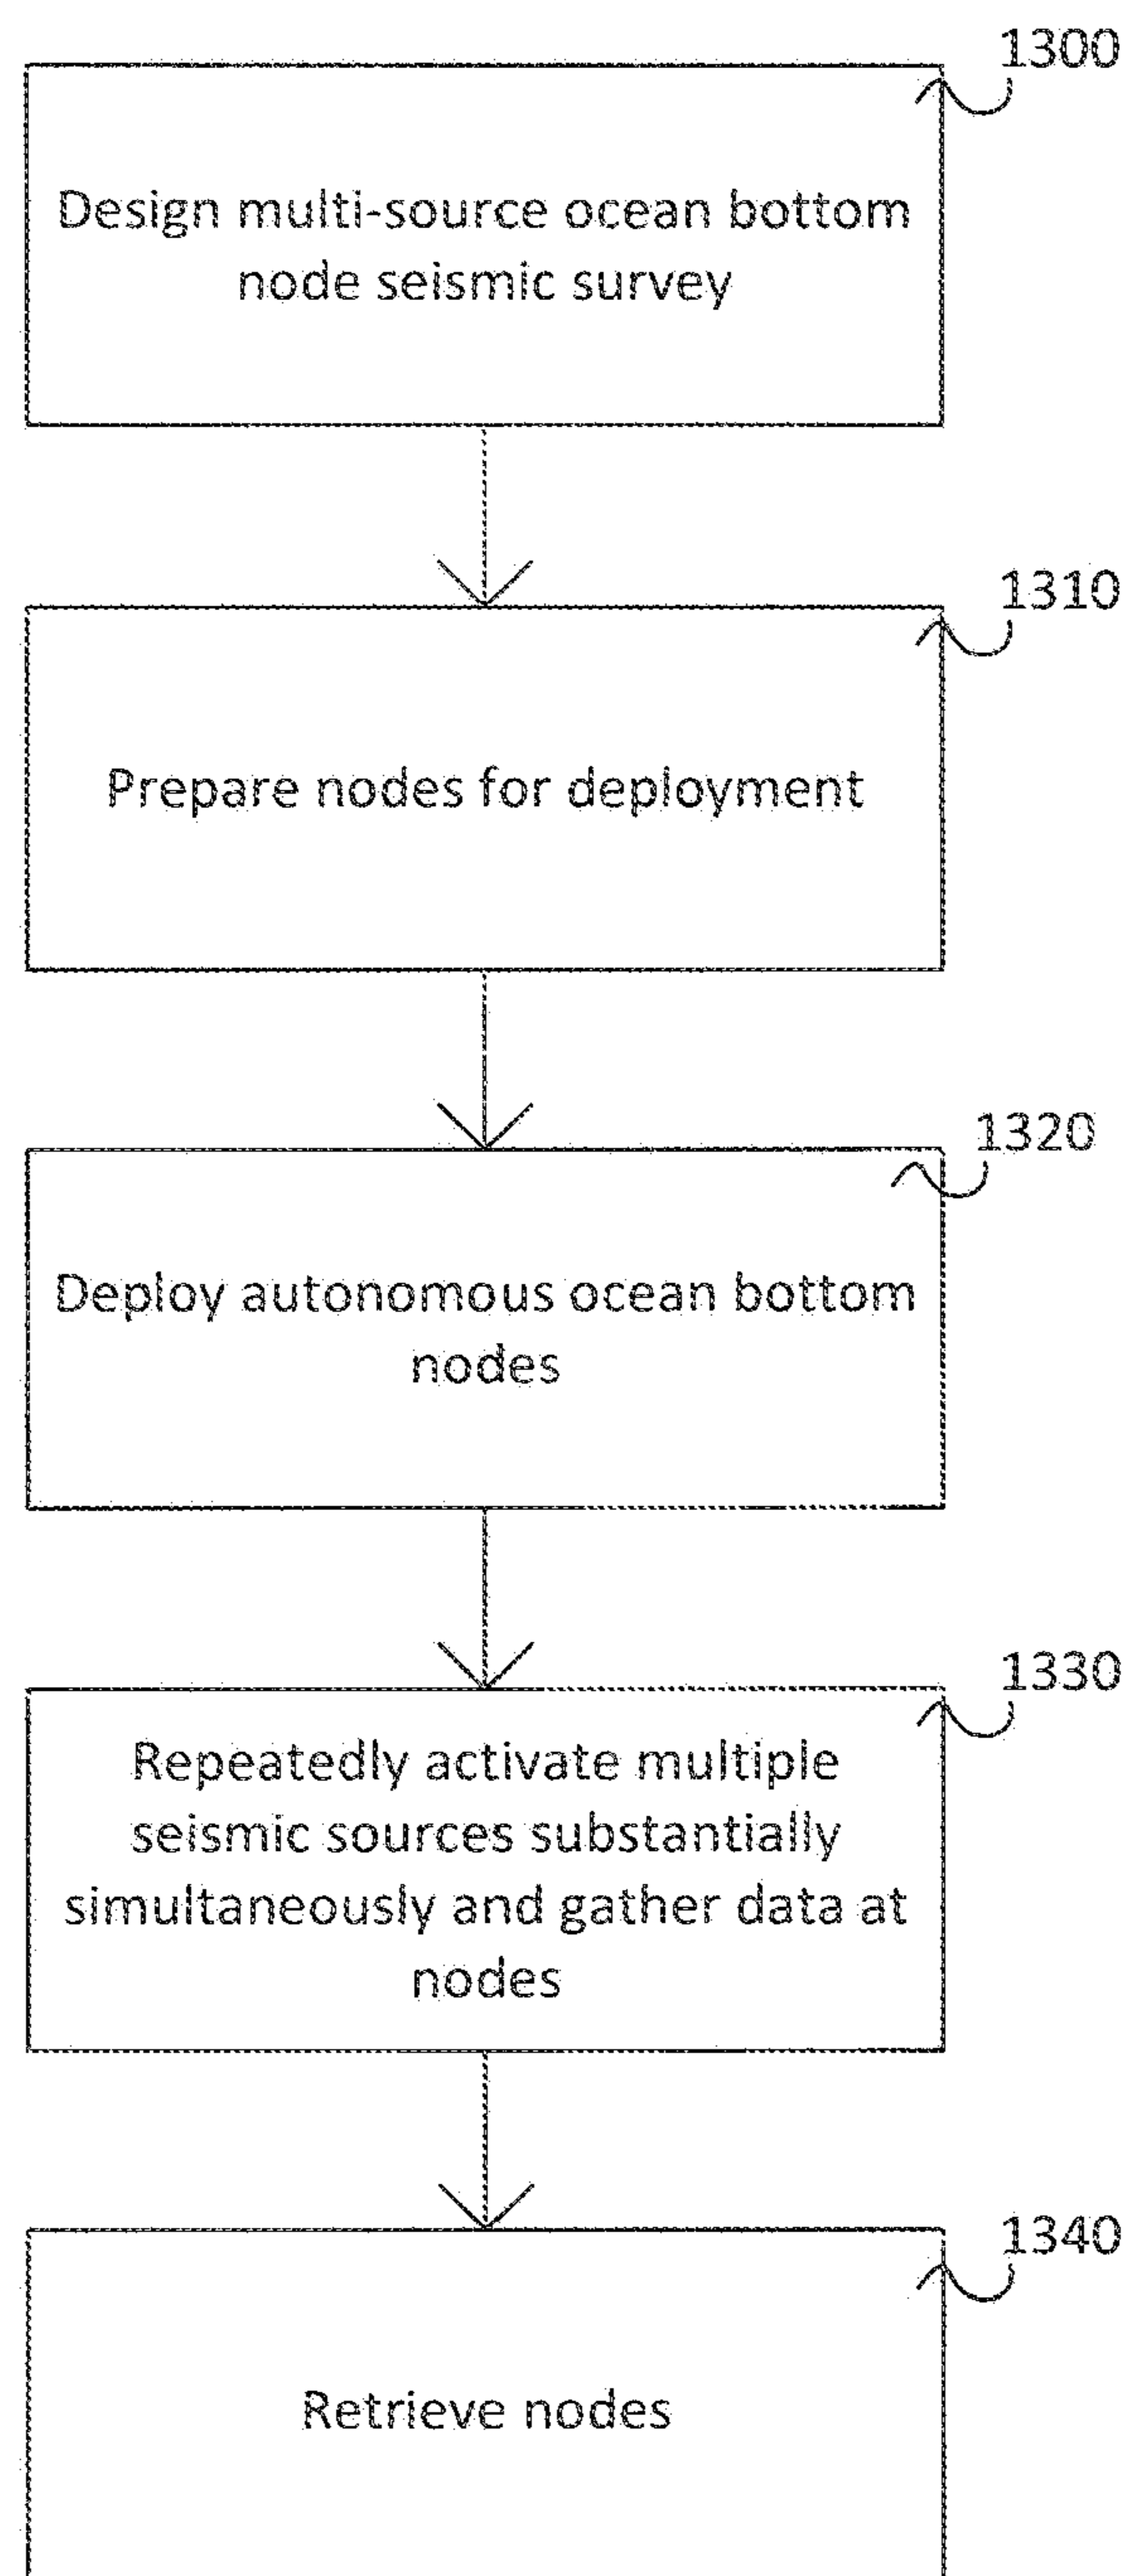 1300
Design multi-source ocean bottom
node seismic survey
1310
Prepare nodes for deployment
1320
Deploy autonomous ocean bottom
nodes
1330
Repeatedly activate multiple
seismic sources substantially
simultaneously and gather data at
nodes
1340
Retrieve nodes